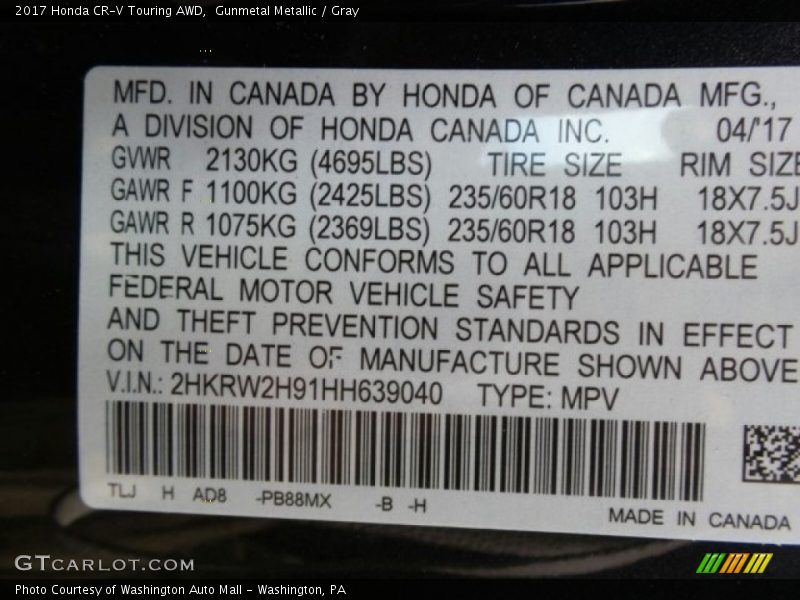 2017 Honda CR-V Touring AWD,  Gunmetal Metallic / Gray
MFD. IN CANADA BY HONDA OF CANADA MFG.,
A DIVISION OF HONDA CANADA INC. 04/'17
GVWR 2130KG (4695LBS) TIRE SIZE RIM SIZE
GAWR F 1100KG (2425LBS) 235/60R18 103H 18X7.5J
GAWR R 1075KG (2369LBS) 235/60R18 103H 18X7.5J
THIS VEHICLE CONFORMS TO ALL APPLICABLE
FEDERAL MOTOR VEHICLE SAFETY
AND THEFT PREVENTION STANDARDS IN EFFECT
ON THE DATE OF MANUFACTURE SHOWN ABOVE
V.I.N.: 2HKRW2H91HH639040 TYPE: MPV
TLJ H AD8 -PB88MX -B -H
MADE IN CANADA
GTCARLOT.COM
Photo Courtesy of Washington Auto Mall - Washington, PA